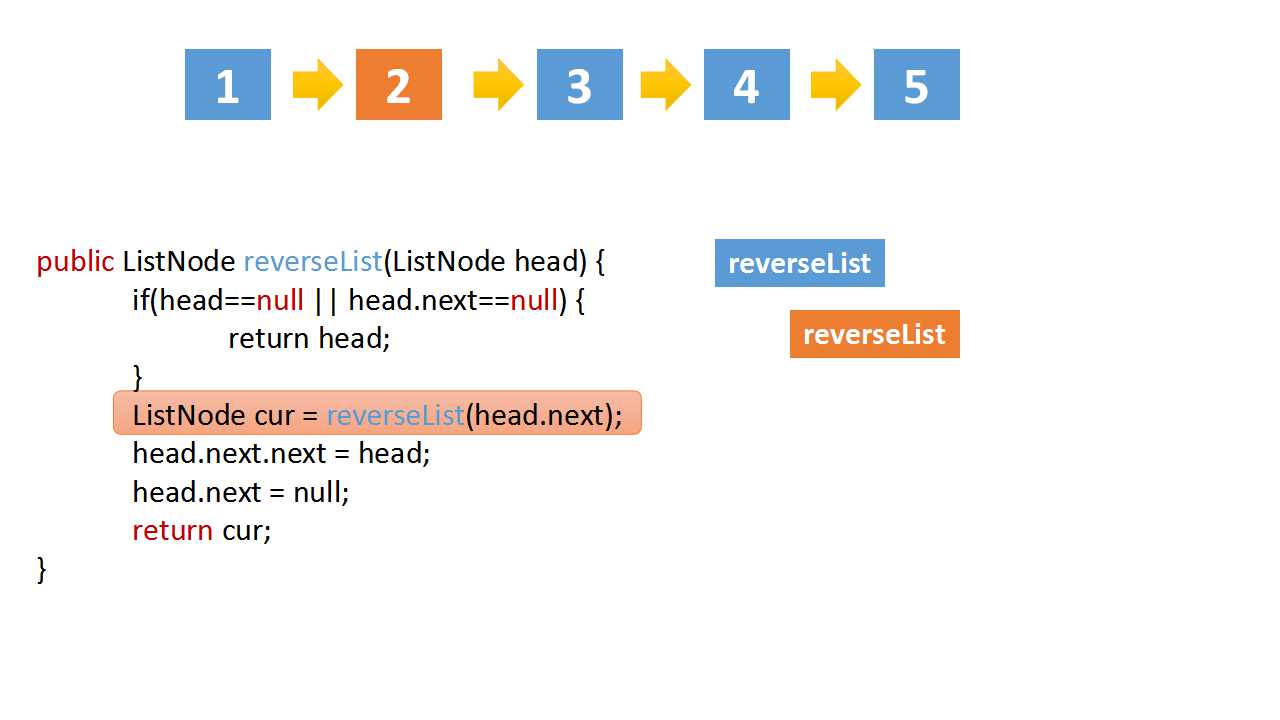 1 2 3 4 5
public ListNode reverseList(ListNode head) {
if(head==null || head.next==null) {
return head;
}
ListNode cur = reverseList(head.next);
head.next.next = head;
head.next = null;
return cur;
}
reverseList
reverseList